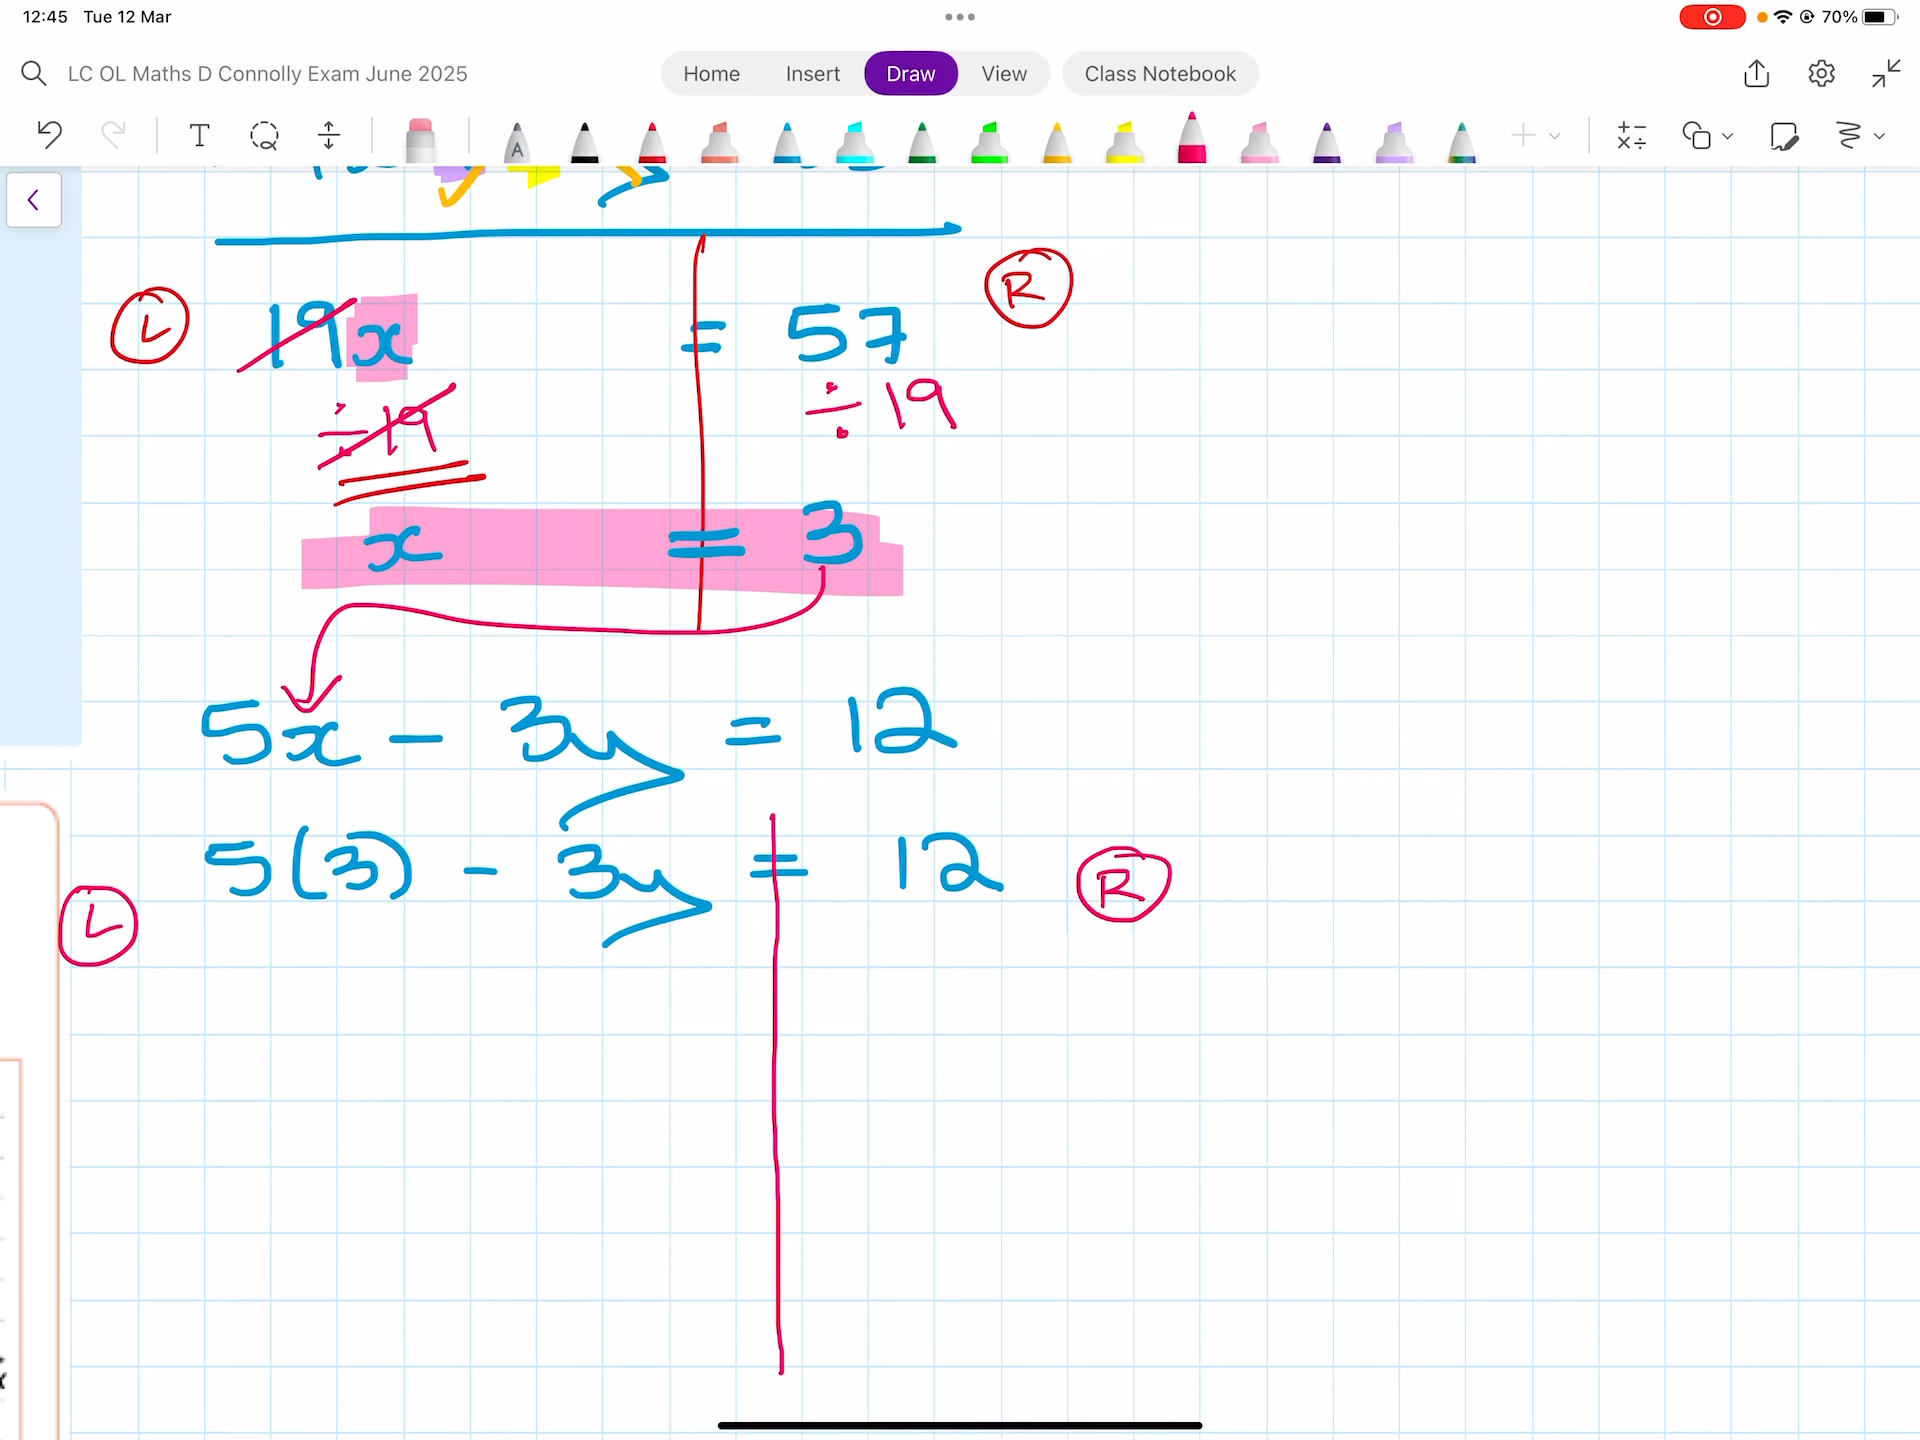 12:45 Tue 12 Mar
70%
LC OL Maths D Connolly Exam June 2025
Home Insert Draw View Class Notebook
T
A
L 19x = 57 R
÷19 ÷19
x = 3
5x - 3y = 12
5(3) - 3y = 12 R
L